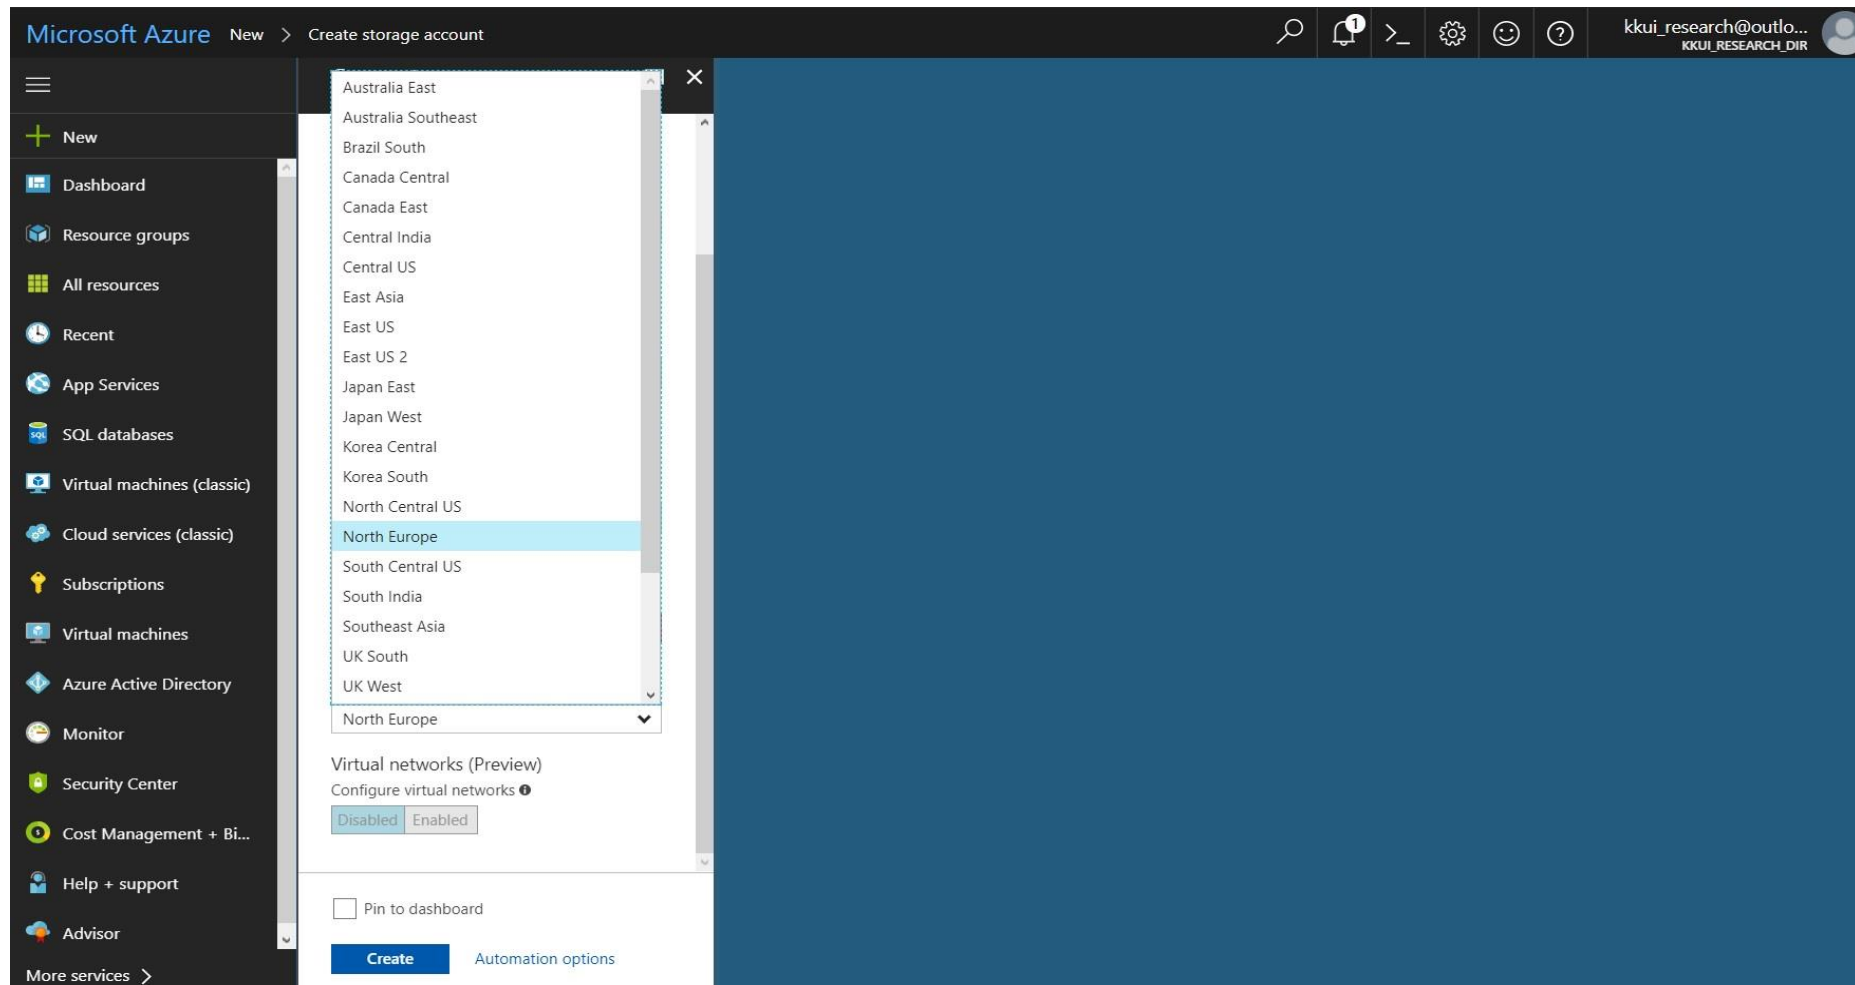 Microsoft Azure New > Create storage account
1
>_
kkui_research@outlo...
KKUI_RESEARCH_DIR
New
Dashboard
Resource groups
All resources
Recent
App Services
SQL databases
Virtual machines (classic)
Cloud services (classic)
Subscriptions
Virtual machines
Azure Active Directory
Monitor
Security Center
Cost Management + Bi...
Help + support
Advisor
More services >
Australia East
Australia Southeast
Brazil South
Canada Central
Canada East
Central India
Central US
East Asia
East US
East US 2
Japan East
Japan West
Korea Central
Korea South
North Central US
North Europe
South Central US
South India
Southeast Asia
UK South
UK West
North Europe
Virtual networks (Preview)
Configure virtual networks
Disabled Enabled
Pin to dashboard
Create Automation options